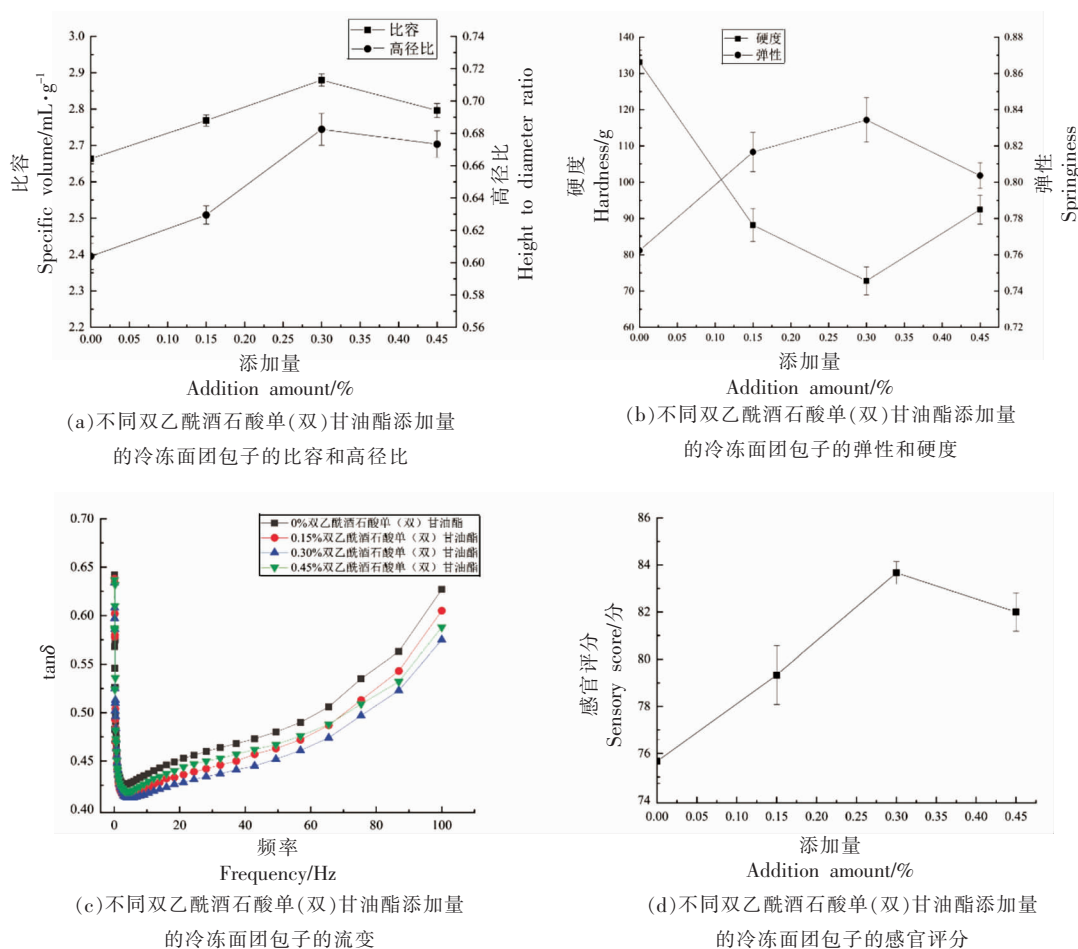 比容
高径比
3.0
2.9
2.8
2.7
2.6
2.5
2.4
2.3
2.2
0.74
0.72
0.70
0.68
0.66
0.64
0.62
0.60
0.58
0.56
0.00 0.05 0.10 0.15 0.20 0.25 0.30 0.35 0.40 0.45
比容
Specific volume/mL·g⁻¹
高径比
Height to diameter ratio
添加量
Addition amount/%
(a)不同双乙酰酒石酸单(双)甘油酯添加量
的冷冻面团包子的比容和高径比
硬度
弹性
140
130
120
110
100
90
80
70
60
0.88
0.86
0.84
0.82
0.80
0.78
0.76
0.74
0.72
0.00 0.05 0.10 0.15 0.20 0.25 0.30 0.35 0.40 0.45
硬度
Hardness/g
弹性
Springiness
添加量
Addition amount/%
(b)不同双乙酰酒石酸单(双)甘油酯添加量
的冷冻面团包子的弹性和硬度
0%双乙酰酒石酸单（双）甘油酯
0.15%双乙酰酒石酸单（双）甘油酯
0.30%双乙酰酒石酸单（双）甘油酯
0.45%双乙酰酒石酸单（双）甘油酯
0.70
0.65
0.60
0.55
0.50
0.45
0.40
0 20 40 60 80 100
tanδ
频率
Frequency/Hz
(c)不同双乙酰酒石酸单(双)甘油酯添加量
的冷冻面团包子的流变
86
84
82
80
78
76
74
0.00 0.05 0.10 0.15 0.20 0.25 0.30 0.35 0.40 0.45
感官评分
Sensory score/分
添加量
Addition amount/%
(d)不同双乙酰酒石酸单(双)甘油酯添加量
的冷冻面团包子的感官评分